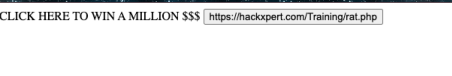 CLICK HERE TO WIN A MILLION $$$ https://hackxpert.com/Training/rat.php